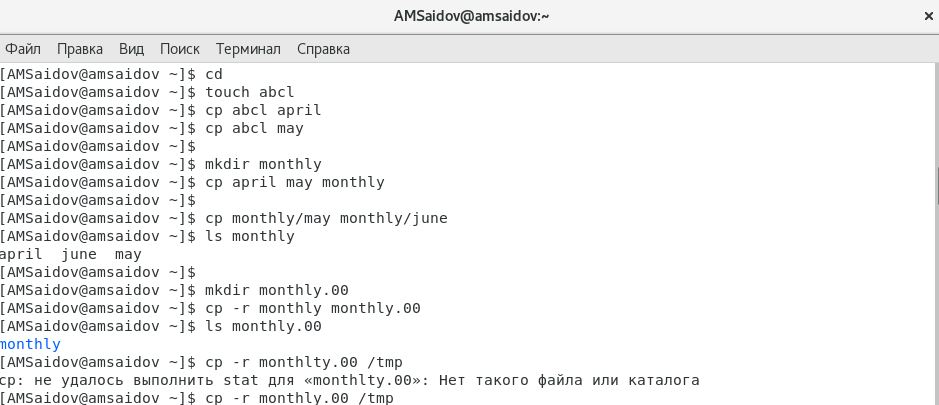 AMSaidov@amsaidov:~ ×
Файл Правка Вид Поиск Терминал Справка
[AMSaidov@amsaidov ~]$ cd
[AMSaidov@amsaidov ~]$ touch abcl
[AMSaidov@amsaidov ~]$ cp abcl april
[AMSaidov@amsaidov ~]$ cp abcl may
[AMSaidov@amsaidov ~]$
[AMSaidov@amsaidov ~]$ mkdir monthly
[AMSaidov@amsaidov ~]$ cp april may monthly
[AMSaidov@amsaidov ~]$
[AMSaidov@amsaidov ~]$ cp monthly/may monthly/june
[AMSaidov@amsaidov ~]$ ls monthly
april  june  may
[AMSaidov@amsaidov ~]$
[AMSaidov@amsaidov ~]$ mkdir monthly.00
[AMSaidov@amsaidov ~]$ cp -r monthly monthly.00
[AMSaidov@amsaidov ~]$ ls monthly.00
monthly
[AMSaidov@amsaidov ~]$ cp -r monthlty.00 /tmp
cp: не удалось выполнить stat для «monthlty.00»: Нет такого файла или каталога
[AMSaidov@amsaidov ~]$ cp -r monthly.00 /tmp